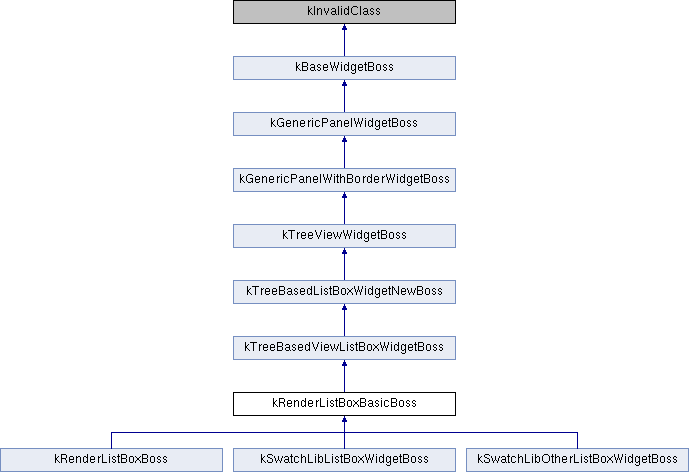 kInvalidClass
kBaseWidgetBoss
kGenericPanelWidgetBoss
kGenericPanelWithBorderWidgetBoss
kTreeViewWidgetBoss
kTreeBasedListBoxWidgetNewBoss
kTreeBasedViewListBoxWidgetBoss
kRenderListBoxBasicBoss
kRenderListBoxBoss
kSwatchLibListBoxWidgetBoss
kSwatchLibOtherListBoxWidgetBoss